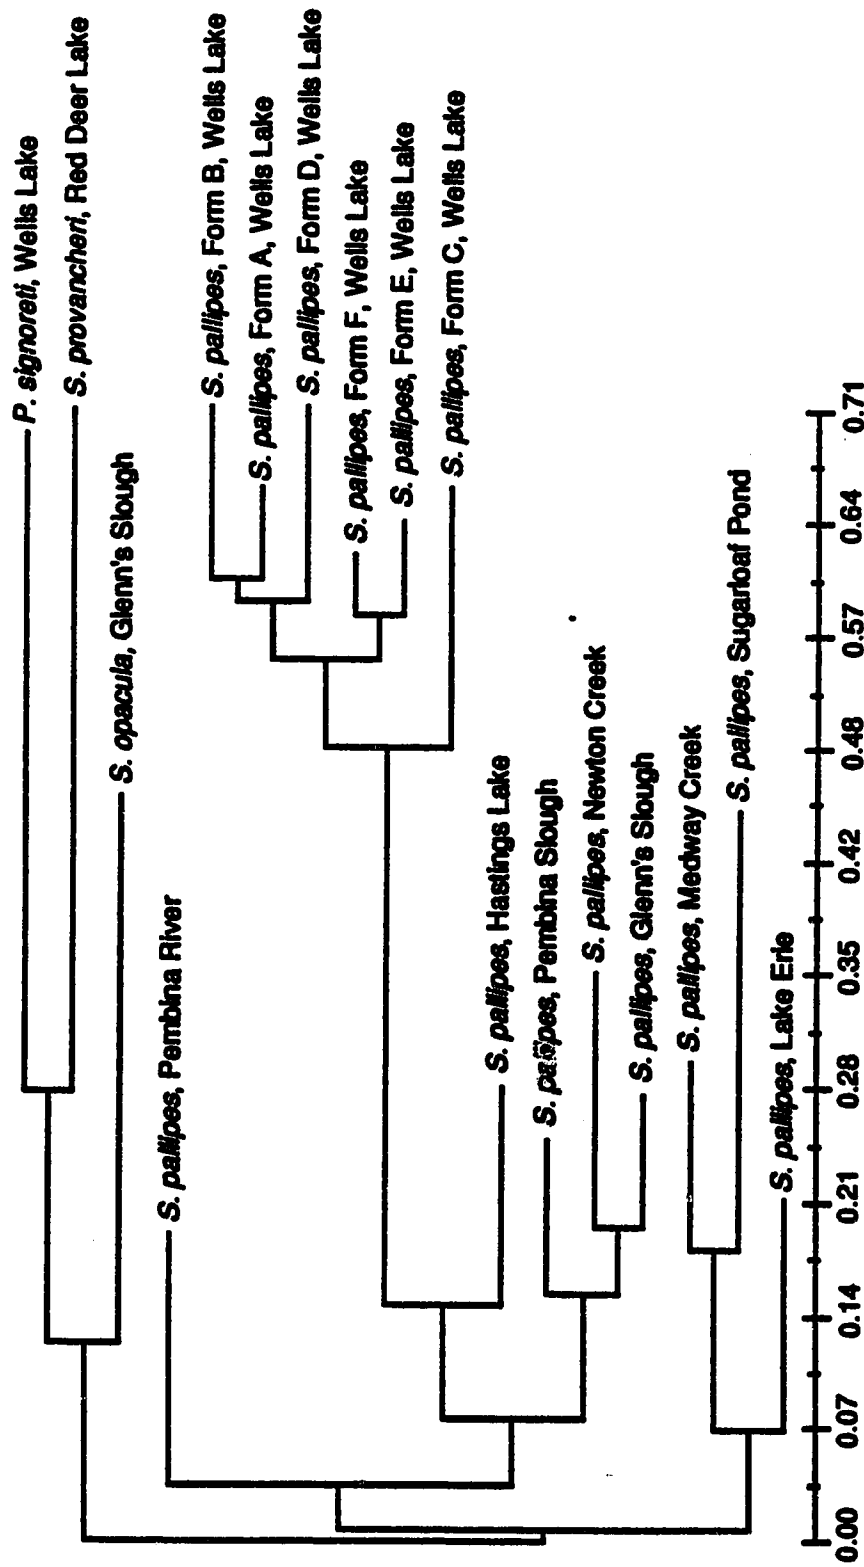 P. signoreti, Wells Lake
S. provancheri, Red Deer Lake
S. opacula, Glenn's Slough
S. pallipes, Pembina River
S. pallipes, Form B, Wells Lake
S. pallipes, Form A, Wells Lake
S. pallipes, Form D, Wells Lake
S. pallipes, Form F, Wells Lake
S. pallipes, Form E, Wells Lake
S. pallipes, Form C, Wells Lake
S. pallipes, Hastings Lake
S. pallipes, Pembina Slough
S. pallipes, Newton Creek
S. pallipes, Glenn's Slough
S. pallipes, Medway Creek
S. pallipes, Sugarloaf Pond
S. pallipes, Lake Erie
0.00 0.07 0.14 0.21 0.28 0.35 0.42 0.48 0.57 0.64 0.71